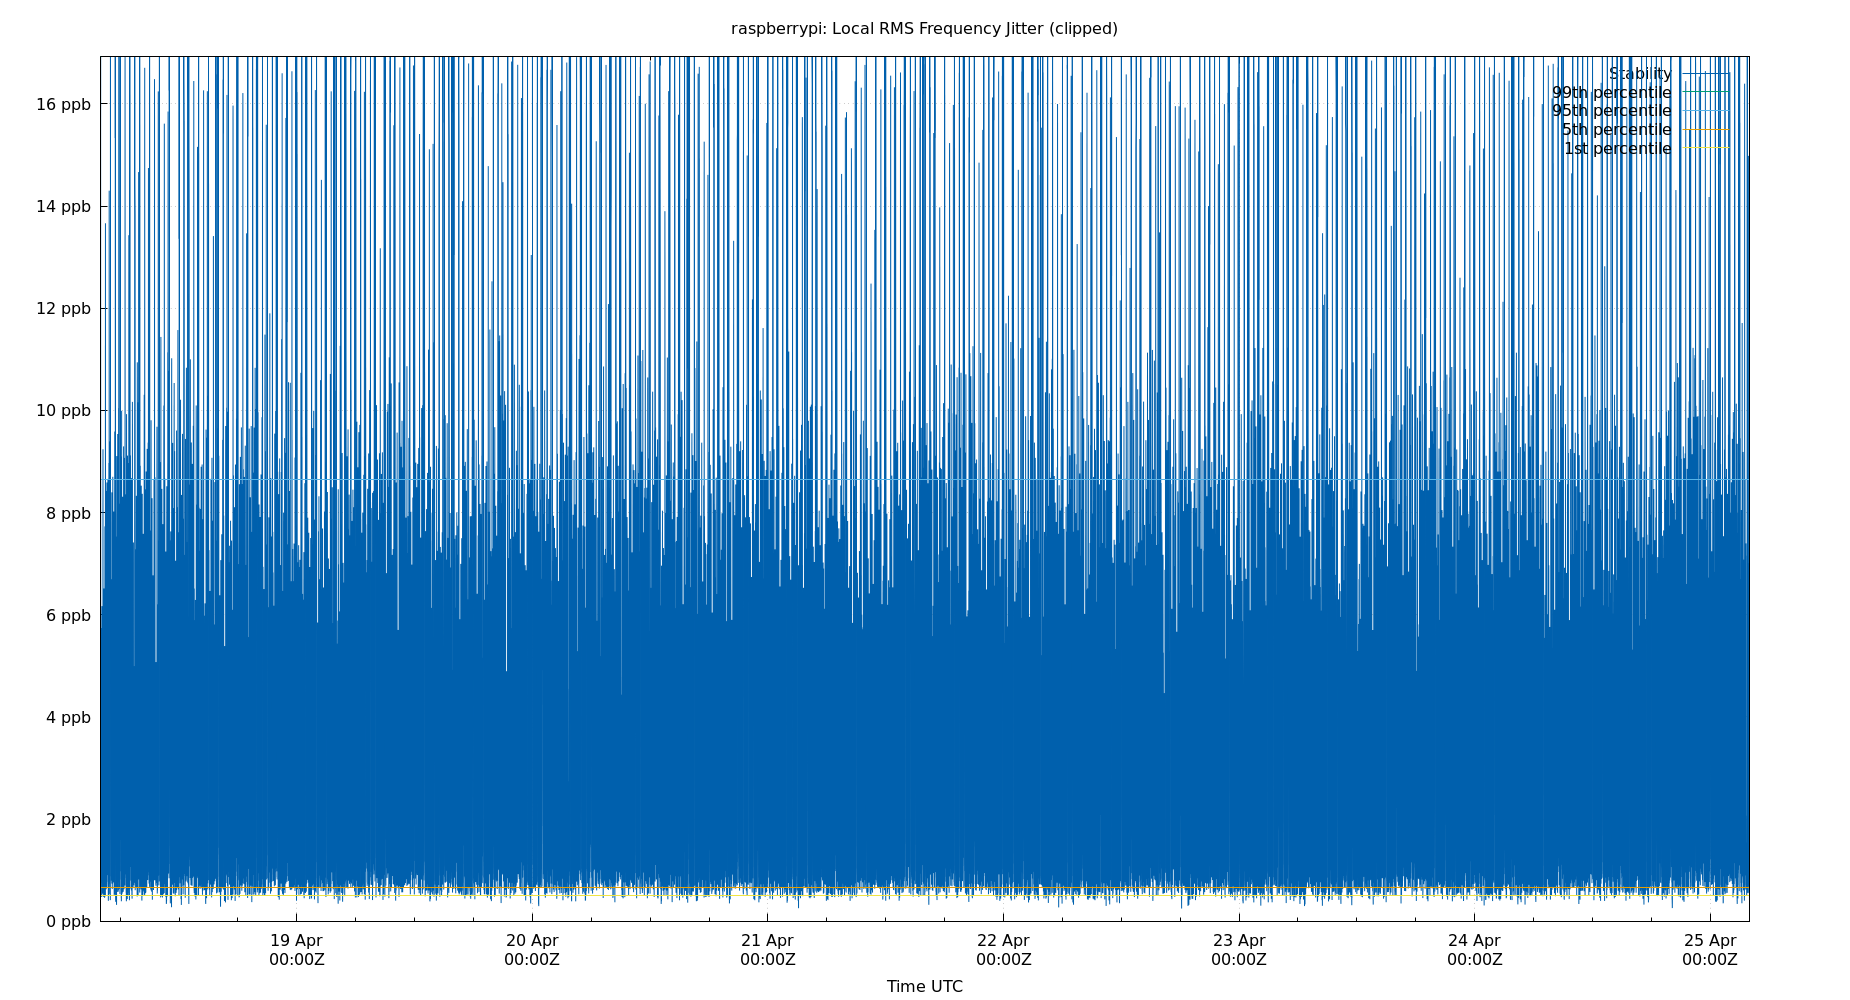 raspberrypi: Local RMS Frequency Jitter (clipped)
Stability
99th percentile
95th percentile
5th percentile
1st percentile
16 ppb
14 ppb
12 ppb
10 ppb
8 ppb
6 ppb
4 ppb
2 ppb
0 ppb
19 Apr 20 Apr 21 Apr 22 Apr 23 Apr 24 Apr 25 Apr
00:00Z 00:00Z 00:00Z 00:00Z 00:00Z 00:00Z 00:00Z
Time UTC